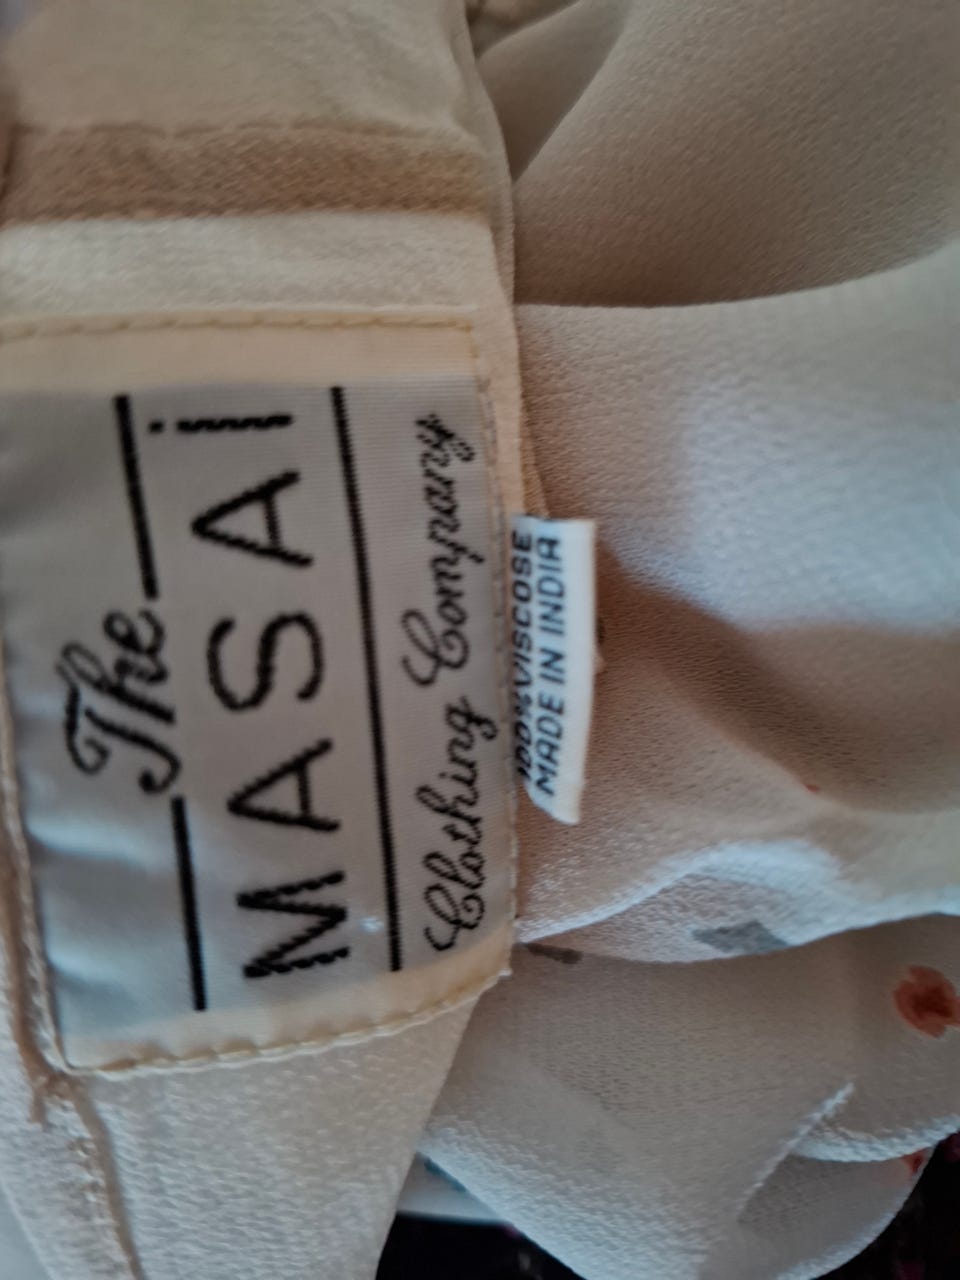 The
MASAi
Clothing Company
100%VISCOSE
MADE IN INDIA